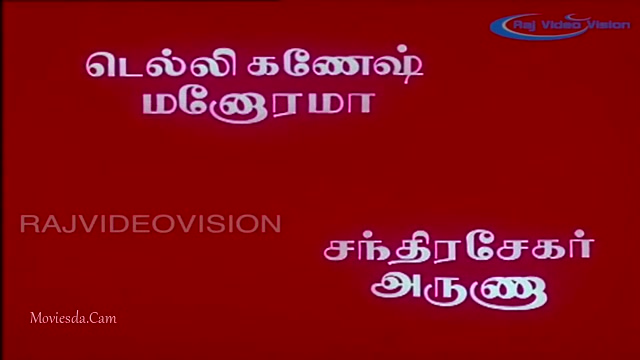 Raj Video Vision
டெல்லி கணேஷ்
மனோரமா
RAJVIDEOVISION
சந்திரசேகர்
அருணா
Moviesda.Cam